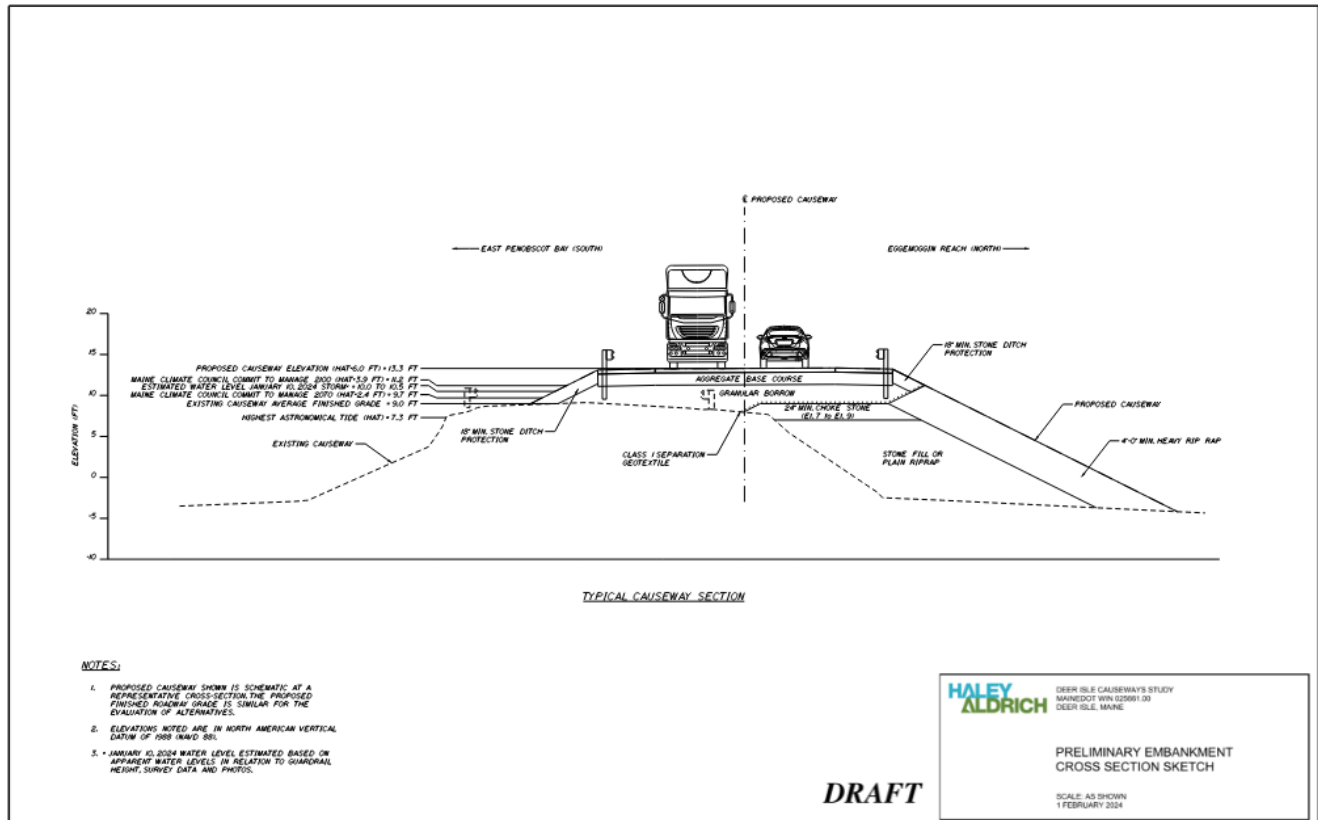 ℄ PROPOSED CAUSEWAY
EAST PENOBSCOT BAY (SOUTH)
EGGEMOGGIN REACH (NORTH)
20
15
10
5
0
-5
-10
ELEVATION (FT)
PROPOSED CAUSEWAY ELEVATION (HAT+6.0 FT) = 13.3 FT
MAINE CLIMATE COUNCIL COMMIT TO MANAGE 2100 (HAT+3.9 FT) = 11.2 FT
ESTIMATED WATER LEVEL JANUARY 10, 2024 STORM* = 10.0 TO 10.5 FT
MAINE CLIMATE COUNCIL COMMIT TO MANAGE 2070 (HAT+2.4 FT) = 9.7 FT
EXISTING CAUSEWAY AVERAGE FINISHED GRADE = 9.0 FT
HIGHEST ASTRONOMICAL TIDE (HAT) = 7.3 FT
EXISTING CAUSEWAY
18" MIN. STONE DITCH
PROTECTION
AGGREGATE BASE COURSE
GRANULAR BORROW
24" MIN. CHOKE STONE
(El. 7 to El. 9)
CLASS 1 SEPARATION
GEOTEXTILE
STONE FILL OR
PLAIN RIPRAP
18" MIN. STONE DITCH
PROTECTION
PROPOSED CAUSEWAY
4'-0" MIN. HEAVY RIP RAP
TYPICAL CAUSEWAY SECTION
NOTES:
1. PROPOSED CAUSEWAY SHOWN IS SCHEMATIC AT A
REPRESENTATIVE CROSS-SECTION. THE PROPOSED
FINISHED ROADWAY GRADE IS SIMILAR FOR THE
EVALUATION OF ALTERNATIVES.
2. ELEVATIONS NOTED ARE IN NORTH AMERICAN VERTICAL
DATUM OF 1988 (NAVD 88).
3. * JANUARY 10, 2024 WATER LEVEL ESTIMATED BASED ON
APPARENT WATER LEVELS IN RELATION TO GUARDRAIL
HEIGHT, SURVEY DATA AND PHOTOS.
DRAFT
HALEY
ALDRICH
DEER ISLE CAUSEWAYS STUDY
MAINEDOT WIN 025661.00
DEER ISLE, MAINE
PRELIMINARY EMBANKMENT
CROSS SECTION SKETCH
SCALE: AS SHOWN
1 FEBRUARY 2024